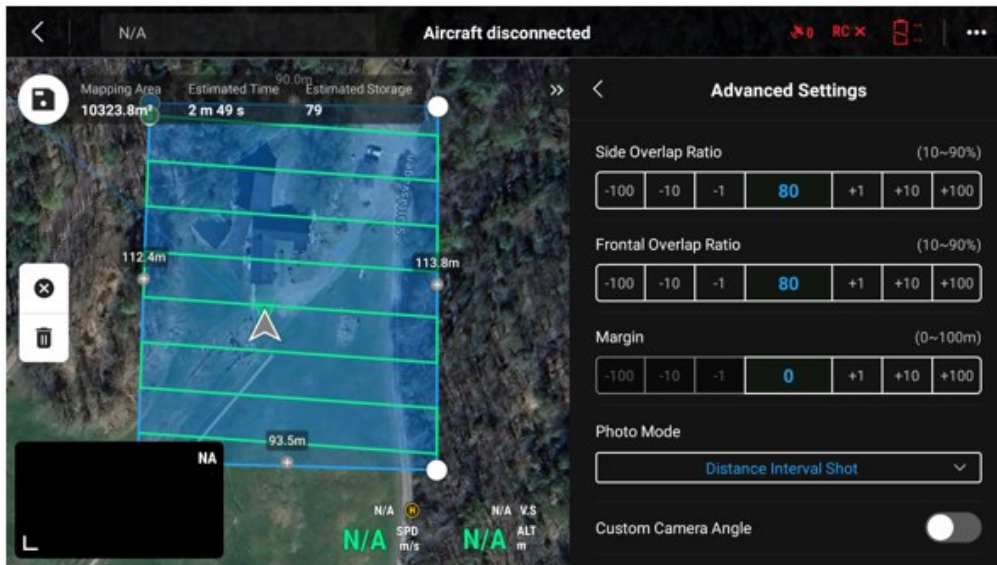 N/A
Aircraft disconnected
0 RC
90.0m
Mapping Area Estimated Time Estimated Storage
10323.8m² 2 m 49 s 79
112.4m
113.8m
93.5m
NA
N/A H
N/A SPD m/s
N/A V.S
N/A ALT m
Advanced Settings
Side Overlap Ratio (10~90%)
-100 -10 -1 80 +1 +10 +100
Frontal Overlap Ratio (10~90%)
-100 -10 -1 80 +1 +10 +100
Margin (0~100m)
-100 -10 -1 0 +1 +10 +100
Photo Mode
Distance Interval Shot
Custom Camera Angle